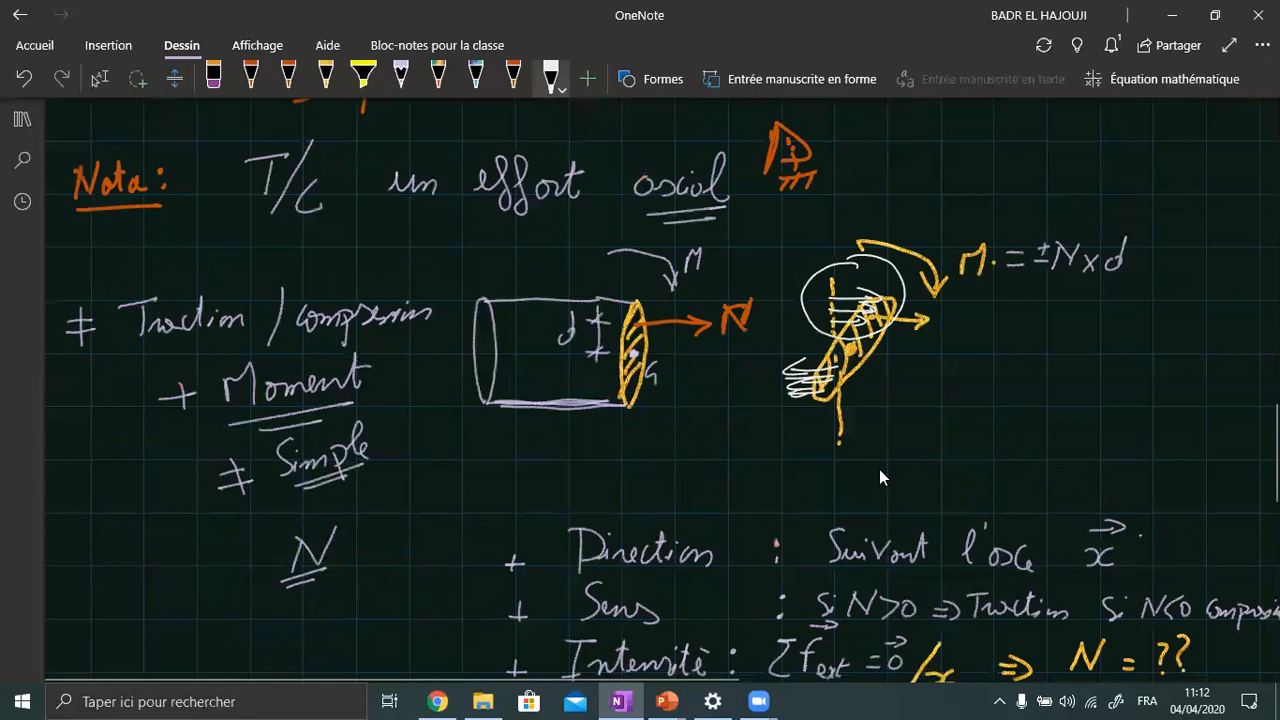 OneNote
BADR EL HAJOUJI
Accueil Insertion Dessin Affichage Aide Bloc-notes pour la classe
Partager
Formes Entrée manuscrite en forme Entrée manuscrite en texte Équation mathématique
Nota: T/C un effort axial
M
M = ±N x d
≠ Traction / compression
d
N
G
+ Moment
≠ Simple
N
+ Direction : Suivant l'axe x⃗
+ Sens : si N>0 => Traction si N<0 compressi
+ Intensité : Σ f⃗ext = 0⃗ /x => N = ??
Taper ici pour rechercher
FRA
11:12
04/04/2020